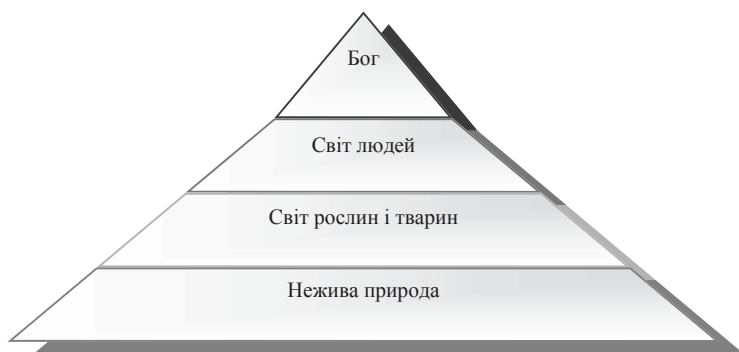 Бог
Світ людей
Світ рослин і тварин
Нежива природа